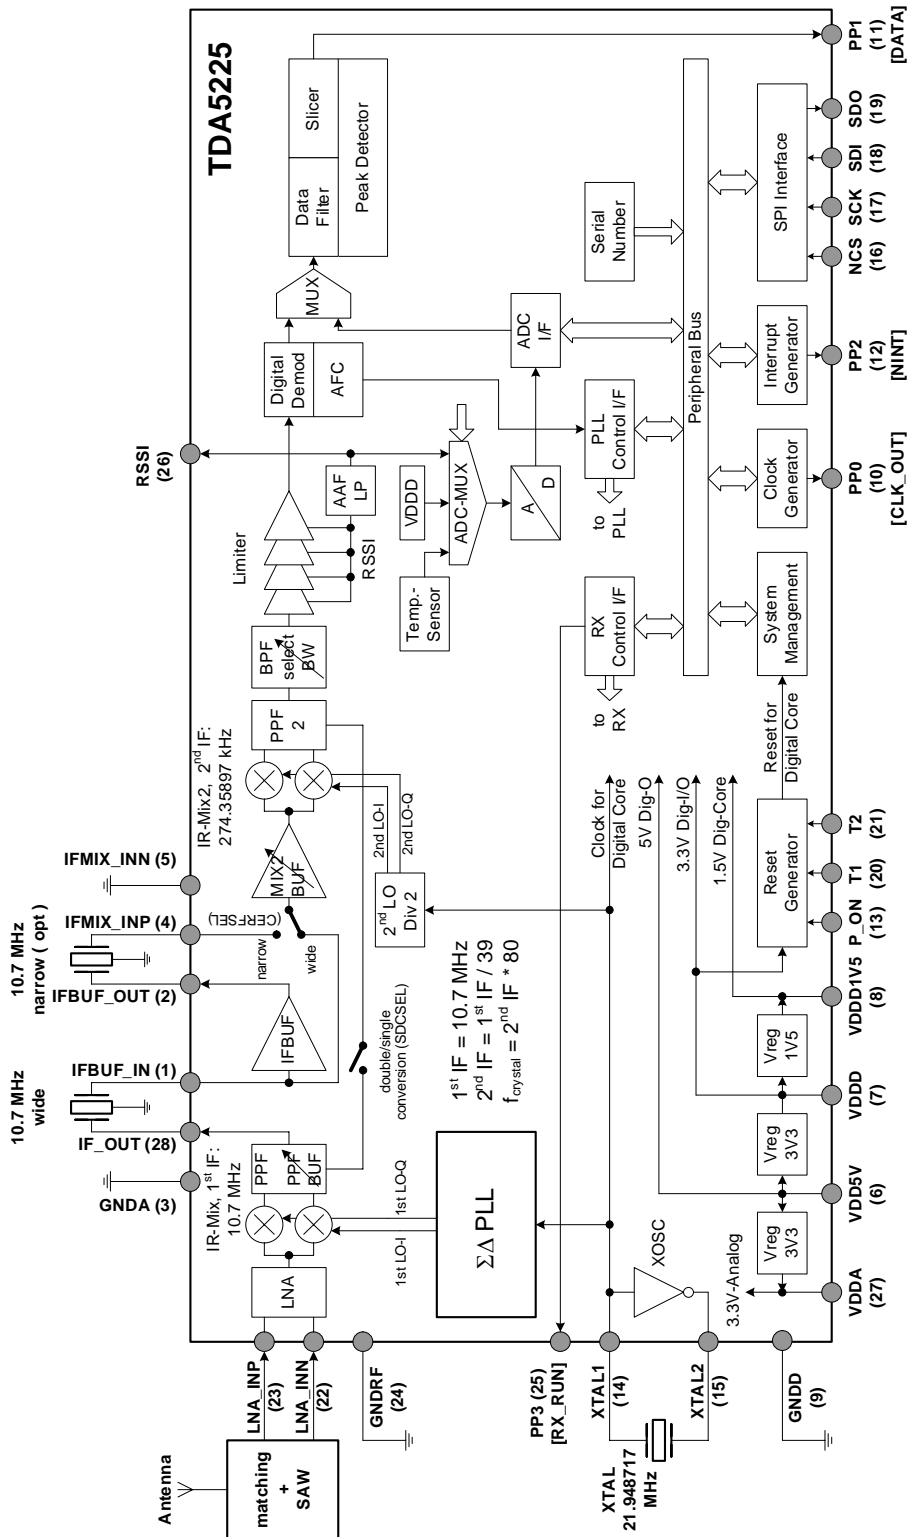 TDA5225
Antenna
matching
+
SAW
LNA_INP
(23)
LNA_INN
(22)
GNDRF
(24)
PP3 (25)
[RX_RUN]
XTAL1
(14)
XTAL
21.948717
MHz
XTAL2
(15)
GNDD
(9)
GNDA (3)
IF_OUT (28)
10.7 MHz
wide
IFBUF_IN (1)
IFBUF_OUT (2)
10.7 MHz
narrow ( opt )
IFMIX_INP (4)
IFMIX_INN (5)
RSSI
(26)
LNA
IR-Mix, 1st IF:
10.7 MHz
PPF
PPF
BUF
1st LO-I
1st LO-Q
ΣΔ PLL
IFBUF
double/single
conversion (SDCSEL)
1st IF = 10.7 MHz
2nd IF = 1st IF / 39
fcrystal = 2nd IF * 80
narrow
wide
(CERFSEL)
MIX2
BUF
IR-Mix2, 2nd IF:
274.35897 kHz
2nd LO
Div 2
2nd LO-I
2nd LO-Q
PPF
2
BPF
select
BW
Limiter
RSSI
AAF
LP
Temp.-
Sensor
VDDD
ADC-MUX
A
D
ADC
I/F
Digital
Demod
AFC
MUX
Data
Filter
Slicer
Peak Detector
XOSC
3.3V-Analog
Vreg
3V3
Vreg
3V3
Vreg
1V5
Clock for
Digital Core
5V Dig-O
3.3V Dig-I/O
1.5V Dig-Core
to
RX
RX
Control I/F
to
PLL
PLL
Control I/F
Serial
Number
Peripheral Bus
Reset
Generator
Reset for
Digital Core
System
Management
Clock
Generator
Interrupt
Generator
SPI Interface
VDDA
(27)
VDD5V
(6)
VDDD
(7)
VDDD1V5
(8)
P_ON
(13)
T1
(20)
T2
(21)
PP0
(10)
[CLK_OUT]
PP2
(12)
[NINT]
NCS
(16)
SCK
(17)
SDI
(18)
SDO
(19)
PP1
(11)
[DATA]